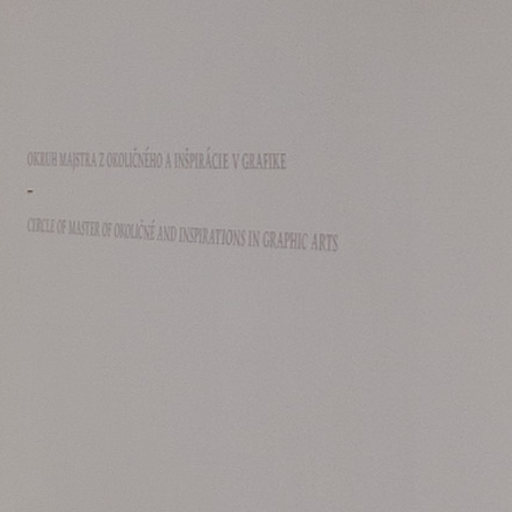 OKRUH MAJSTRA Z OKOLIČNÉHO A INŠPIRÁCIE V GRAFIKE
-
CIRCLE OF MASTER OF OKOLIČNÉ AND INSPIRATIONS IN GRAPHIC ARTS